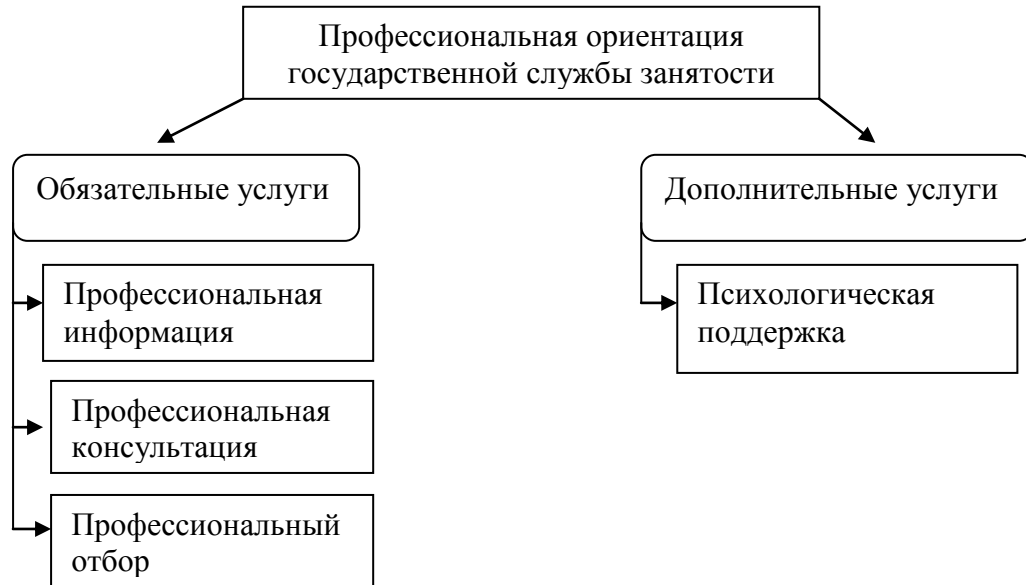 Профессиональная ориентация
государственной службы занятости
Обязательные услуги
Дополнительные услуги
Профессиональная
информация
Психологическая
поддержка
Профессиональная
консультация
Профессиональный
отбор